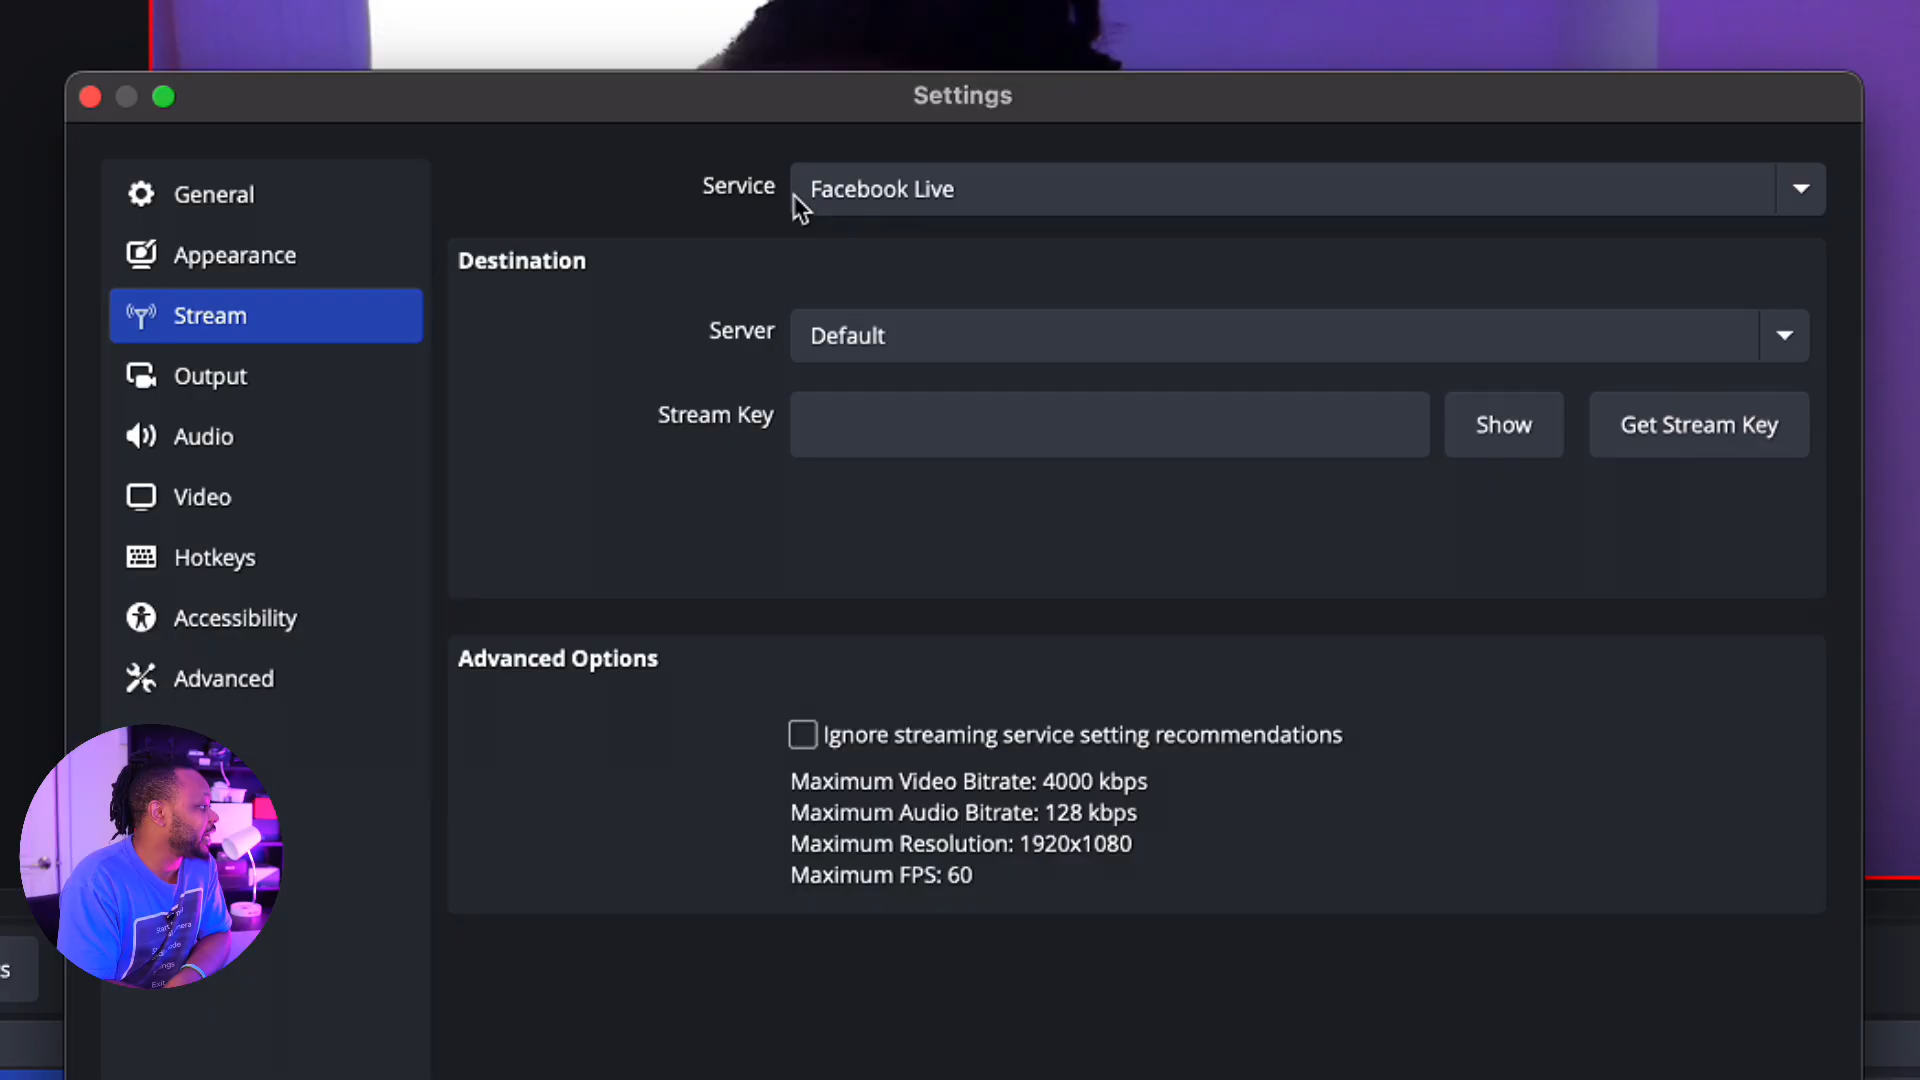 Settings
General
Appearance
Stream
Output
Audio
Video
Hotkeys
Accessibility
Advanced
Service
Facebook Live
Destination
Server
Default
Stream Key
Show
Get Stream Key
Advanced Options
Ignore streaming service setting recommendations
Maximum Video Bitrate: 4000 kbps
Maximum Audio Bitrate: 128 kbps
Maximum Resolution: 1920x1080
Maximum FPS: 60
s